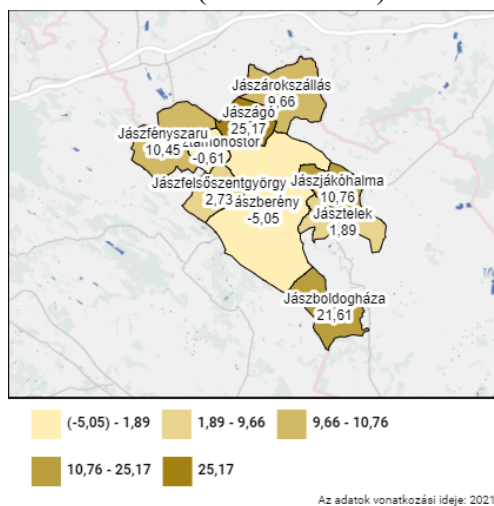 Jászárokszállás
9,66
Jászágó
25,17
Jászfényszaru
10,45
-0,61
Jászfelsőszentgyörgy
2,73
-5,05
Jászjákóhalma
10,76
Jásztelek
1,89
Jászboldogháza
21,61
(-5,05) - 1,89
1,89 - 9,66
9,66 - 10,76
10,76 - 25,17
25,17
Az adatok vonatkozási ideje: 2021